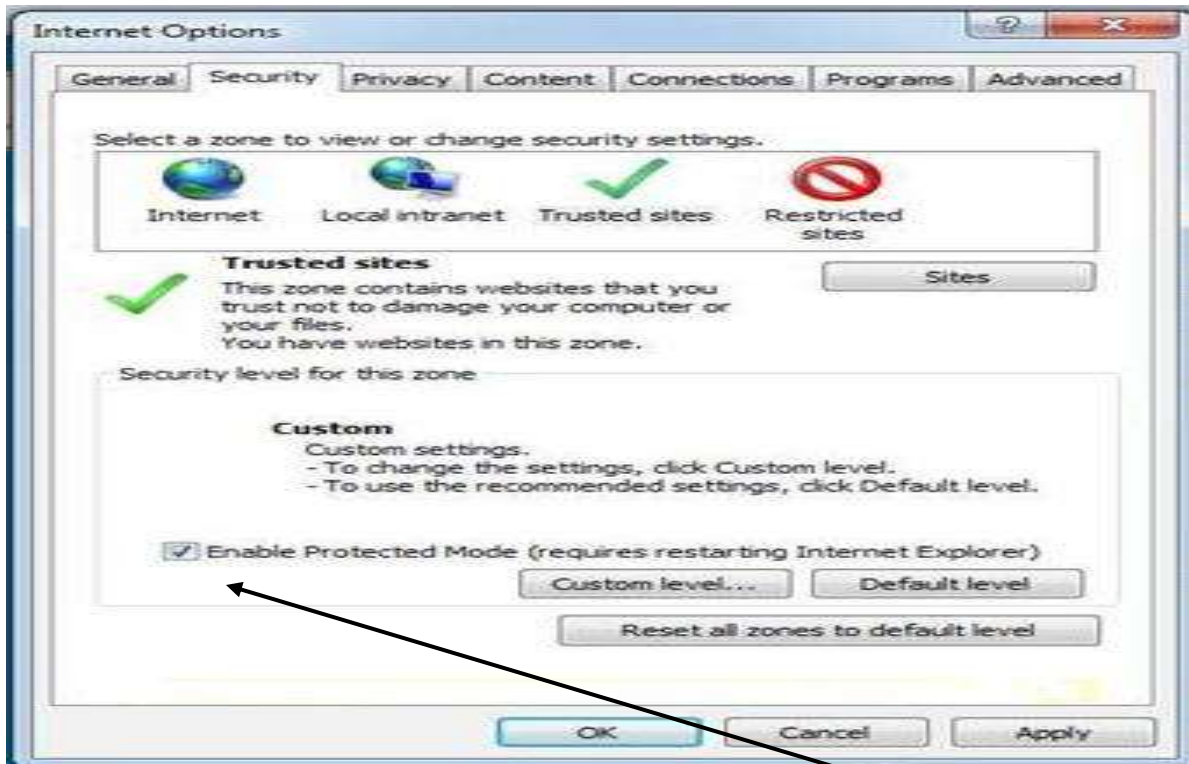 Internet Options
General Security Privacy Content Connections Programs Advanced
Select a zone to view or change security settings.
Internet Local intranet Trusted sites Restricted sites
Trusted sites
Sites
This zone contains websites that you
trust not to damage your computer or
your files.
You have websites in this zone.
Security level for this zone
Custom
Custom settings.
- To change the settings, click Custom level.
- To use the recommended settings, click Default level.
Enable Protected Mode (requires restarting Internet Explorer)
Custom level... Default level
Reset all zones to default level
OK Cancel Apply